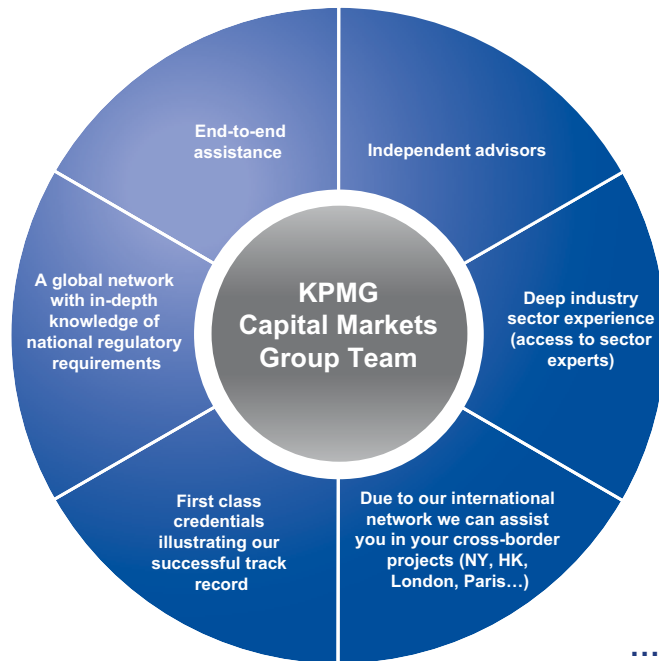 End-to-end
assistance
Independent advisors
A global network
with in-depth
knowledge of
national regulatory
requirements
KPMG
Capital Markets
Group Team
Deep industry
sector experience
(access to sector
experts)
First class
credentials
illustrating our
successful track
record
Due to our international
network we can assist
you in your cross-border
projects (NY, HK,
London, Paris…)
...